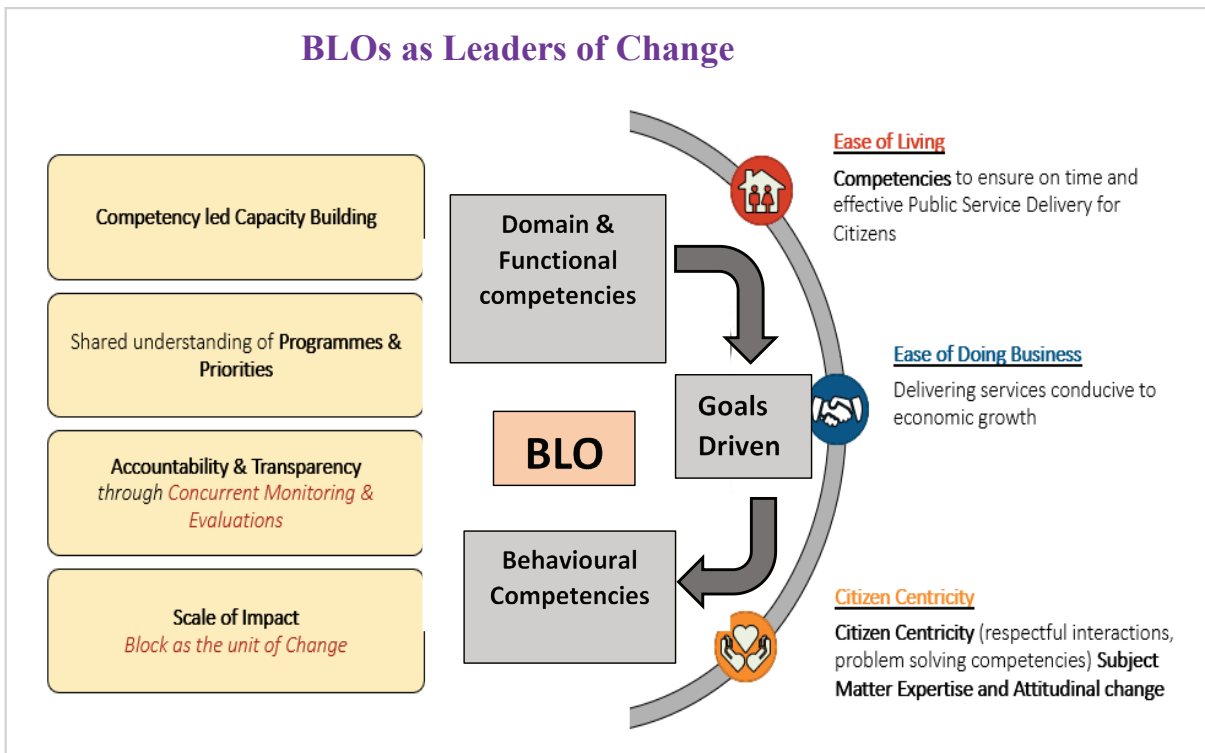 BLOs as Leaders of Change
Competency led Capacity Building
Shared understanding of Programmes &
Priorities
Accountability & Transparency
through Concurrent Monitoring &
Evaluations
Scale of Impact
Block as the unit of Change
Domain &
Functional
competencies
Goals
Driven
BLO
Behavioural
Competencies
Ease of Living
Competencies to ensure on time and
effective Public Service Delivery for
Citizens
Ease of Doing Business
Delivering services conducive to
economic growth
Citizen Centricity
Citizen Centricity (respectful interactions,
problem solving competencies) Subject
Matter Expertise and Attitudinal change